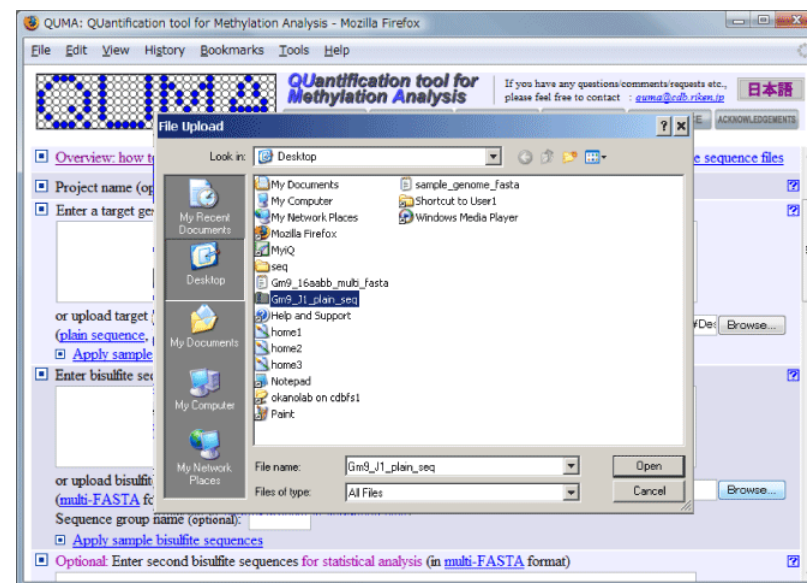 QUMA: QUantification tool for Methylation Analysis - Mozilla Firefox
File Edit View History Bookmarks Tools Help
QUMA
QUantification tool for
Methylation Analysis
If you have any questions/comments/requests etc.,
please feel free to contact : quma@cdb.riken.jp
日本語
ACKNOWLEDGEMENTS
File Upload
Overview: how t
e sequence files
Look in: Desktop
Project name (op
Enter a target ge
My Recent Documents
Desktop
My Documents
My Computer
My Network Places
My Documents
My Computer
My Network Places
Mozilla Firefox
MyiQ
seq
Gm9_16aabb_multi_fasta
Gm9_J1_plain_seq
Help and Support
home1
home2
home3
Notepad
okanolab on cdbfs1
Paint
sample_genome_fasta
Shortcut to User1
Windows Media Player
or upload target
(plain sequence,
Browse...
Apply sample
Enter bisulfite se
File name: Gm9_J1_plain_seq Open
Files of type: All Files Cancel
or upload bisulfit
(multi-FASTA fo
Browse...
Sequence group name (optional):
Apply sample bisulfite sequences
Optional: Enter second bisulfite sequences for statistical analysis (in multi-FASTA format)